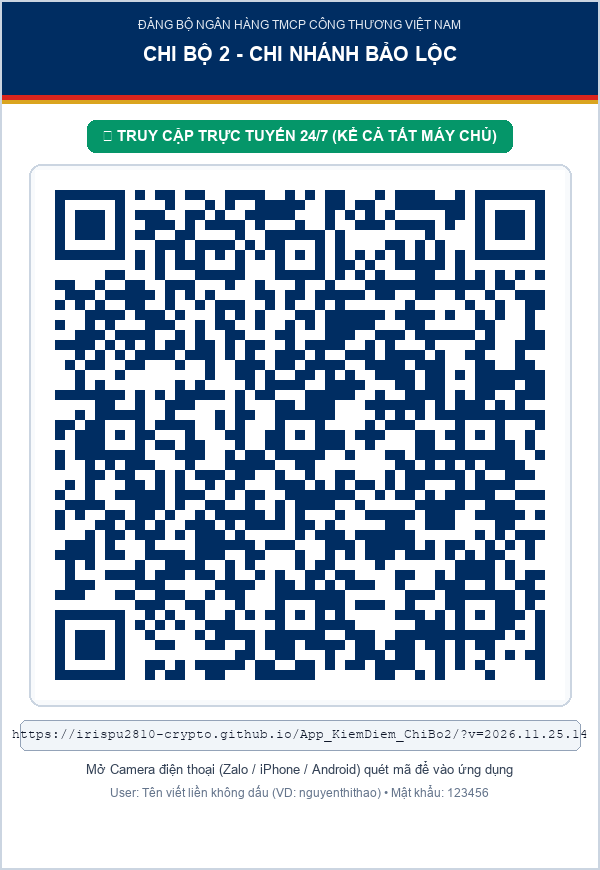 ĐẢNG BỘ NGÂN HÀNG TMCP CÔNG THƯƠNG VIỆT NAM
CHI BỘ 2 - CHI NHÁNH BẢO LỘC
TRUY CẬP TRỰC TUYẾN 24/7 (KỂ CẢ TẮT MÁY CHỦ)
https://irispu2810-crypto.github.io/App_KiemDiem_ChiBo2/?v=2026.11.25.14
Mở Camera điện thoại (Zalo / iPhone / Android) quét mã để vào ứng dụng
User: Tên viết liền không dấu (VD: nguyenthithao) • Mật khẩu: 123456